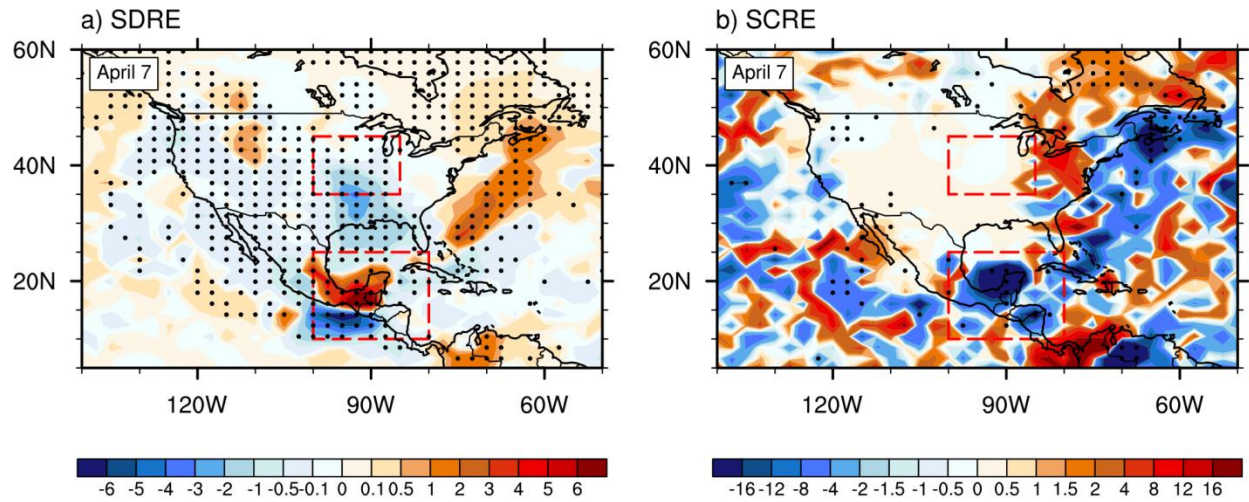 a) SDRE
b) SCRE
60N
April 7
40N
20N
120W 90W 60W
60N
April 7
40N
20N
120W 90W 60W
-6 -5 -4 -3 -2 -1 -0.5 -0.1 0 0.1 0.5 1 2 3 4 5 6
-16 -12 -8 -4 -2 -1.5 -1 -0.5 0 0.5 1 1.5 2 4 8 12 16